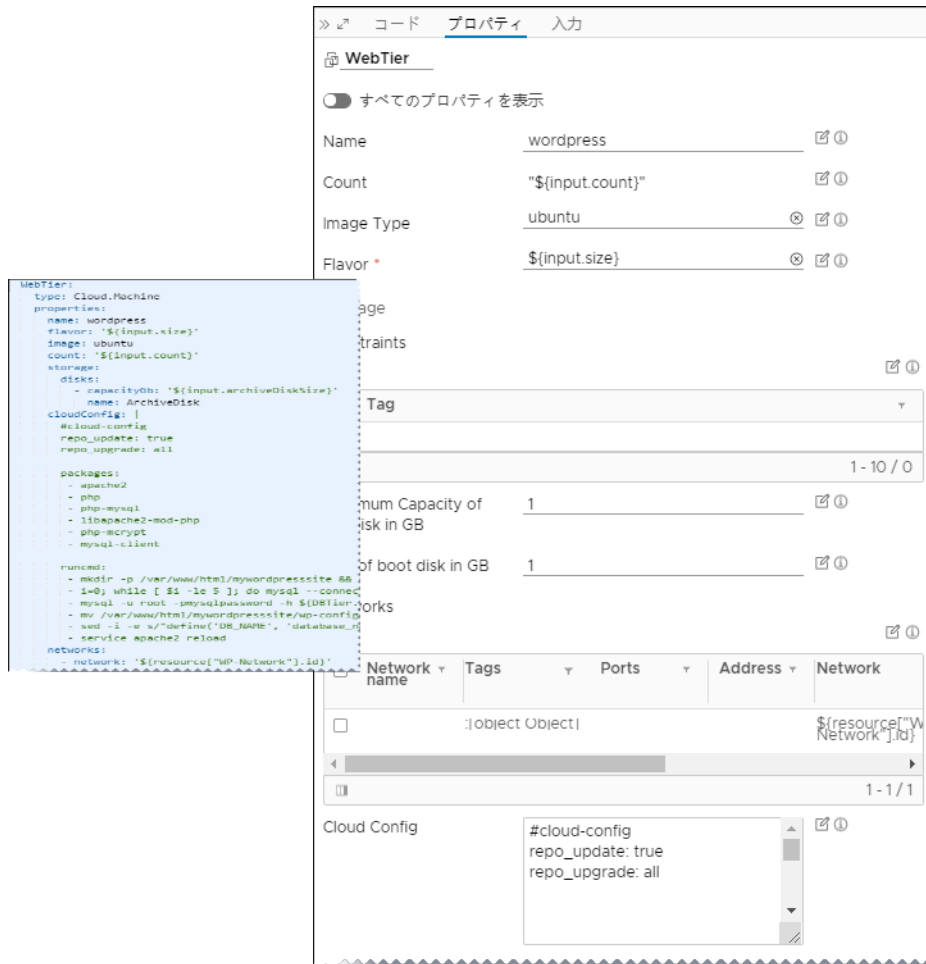 コード プロパティ 入力
WebTier
すべてのプロパティを表示
Name wordpress
Count "${input.count}"
Image Type ubuntu
Flavor * ${input.size}
age
traints
Tag
1 - 10 / 0
mum Capacity of
isk in GB
1
of boot disk in GB 1
orks
Network name Tags Ports Address Network
:[object Object] ${resource["W
Network"].id}
1 - 1 / 1
Cloud Config
#cloud-config
repo_update: true
repo_upgrade: all
WebTier:
type: Cloud.Machine
properties:
name: wordpress
flavor: '${input.size}'
image: ubuntu
count: '${input.count}'
storage:
disks:
- capacityGb: '${input.archiveDiskSize}'
name: ArchiveDisk
cloudConfig: |
#cloud-config
repo_update: true
repo_upgrade: all
packages:
- apache2
- php
- php-mysql
- libapache2-mod-php
- php-mcrypt
- mysql-client
runcmd:
- mkdir -p /var/www/html/mywordpresssite &&
- i=0; while [ $i -le 5 ]; do mysql --connec
- mysql -u root -pmysqlpassword -h ${DBTier.
- mv /var/www/html/mywordpresssite/wp-config
- sed -i -e s/"define('DB_NAME', 'database_n
- service apache2 reload
networks:
- network: '${resource["WP-Network"].id}'